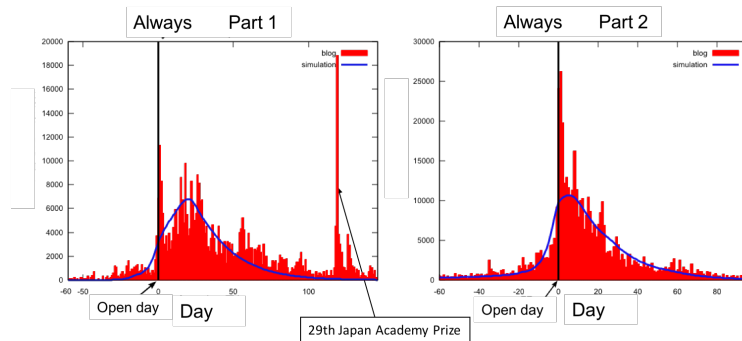 Always Part 1
20000
18000
16000
14000
12000
10000
8000
6000
4000
2000
0
blog
simulation
-60 -50 0 50 100
Open day
Day
29th Japan Academy Prize
Always Part 2
30000
25000
20000
15000
10000
5000
0
blog
simulation
-60 -40 -20 0 20 40 60 80
Open day
Day